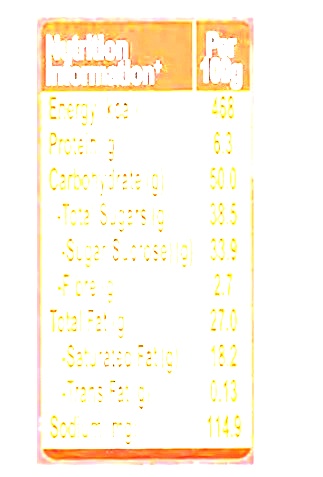 Nutrition Per
Information+ 100g
Energy kcal 468
Protein g 6.3
Carbohydrate (g) 50.0
-Total Sugars (g) 38.5
-Sugar Sucrose (g) 33.9
-Fibre g 2.7
Total Fat g 27.0
-Saturated Fat (g) 18.2
-Trans Fat g 0.13
Sodium mg 114.9